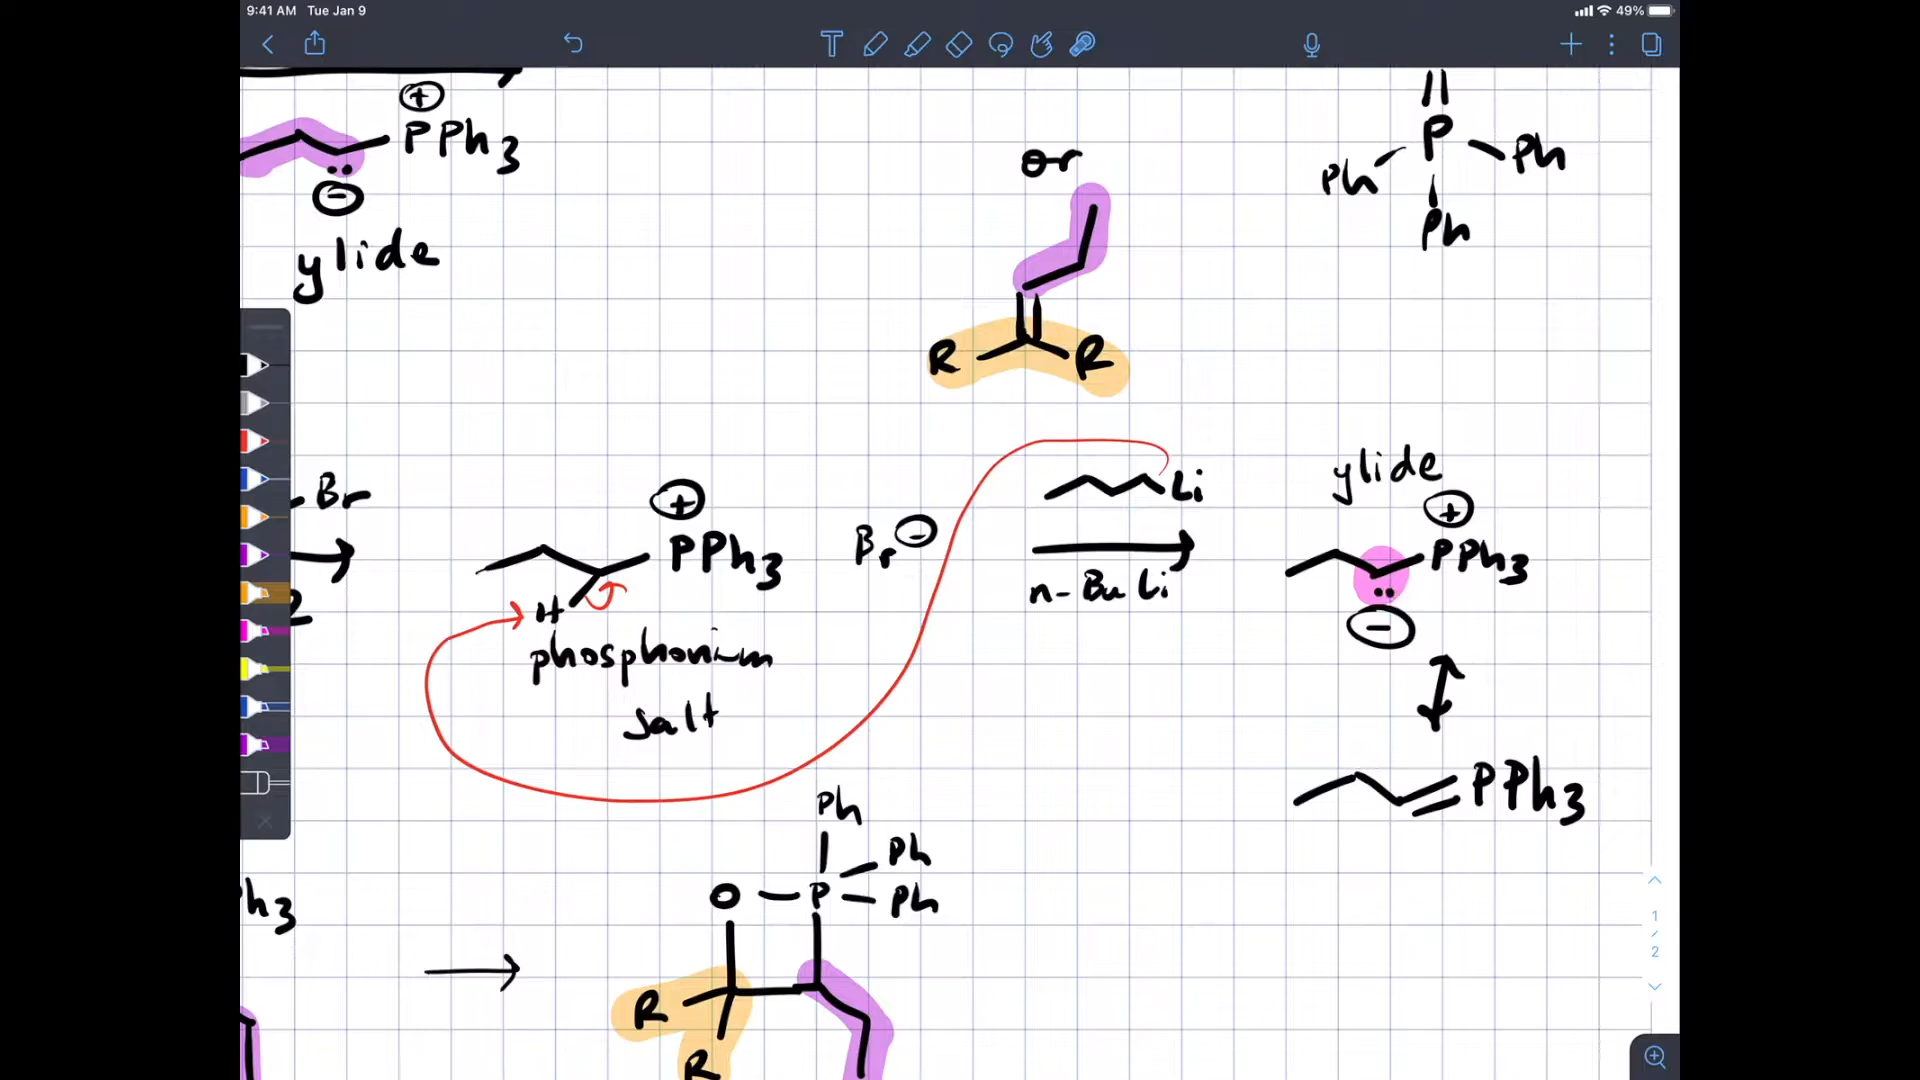 9:41 AM Tue Jan 9
49%
⊕
PPh3
⊖
ylide
or
P
Ph
Ph
Ph
R
R
Br
⊕
PPh3
H
phosphonium
salt
Br ⊖
Li
n-BuLi
ylide
⊕
PPh3
⊖
PPh3
Ph
Ph
O
P
Ph
R
R
h3
1
/
2